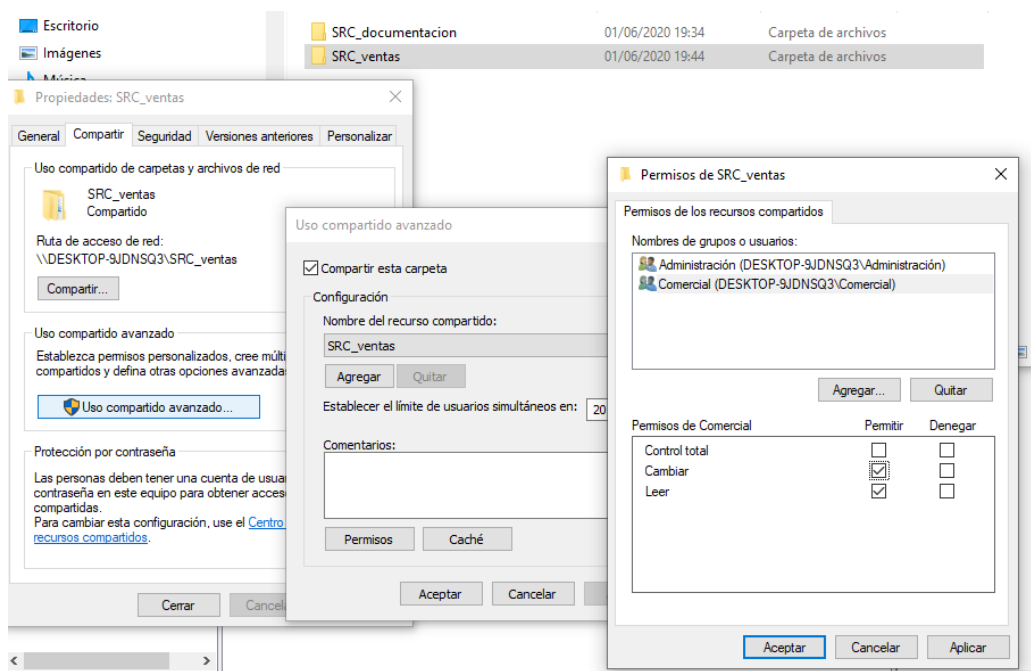 Escritorio
Imágenes
Música
SRC_documentacion 01/06/2020 19:34 Carpeta de archivos
SRC_ventas 01/06/2020 19:44 Carpeta de archivos
Propiedades: SRC_ventas
General Compartir Seguridad Versiones anteriores Personalizar
Uso compartido de carpetas y archivos de red
SRC_ventas
Compartido
Ruta de acceso de red:
\\DESKTOP-9JDNSQ3\SRC_ventas
Compartir...
Uso compartido avanzado
Establezca permisos personalizados, cree múlti
compartidos y defina otras opciones avanzada
Uso compartido avanzado...
Protección por contraseña
Las personas deben tener una cuenta de usua
contraseña en este equipo para obtener acces
compartidas.
Para cambiar esta configuración, use el Centro
recursos compartidos.
Cerrar Cancel
Uso compartido avanzado
Compartir esta carpeta
Configuración
Nombre del recurso compartido:
SRC_ventas
Agregar Quitar
Establecer el límite de usuarios simultáneos en: 20
Comentarios:
Permisos Caché
Aceptar Cancelar
Permisos de SRC_ventas
Permisos de los recursos compartidos
Nombres de grupos o usuarios:
Administración (DESKTOP-9JDNSQ3\Administración)
Comercial (DESKTOP-9JDNSQ3\Comercial)
Agregar... Quitar
Permisos de Comercial Permitir Denegar
Control total
Cambiar
Leer
Aceptar Cancelar Aplicar